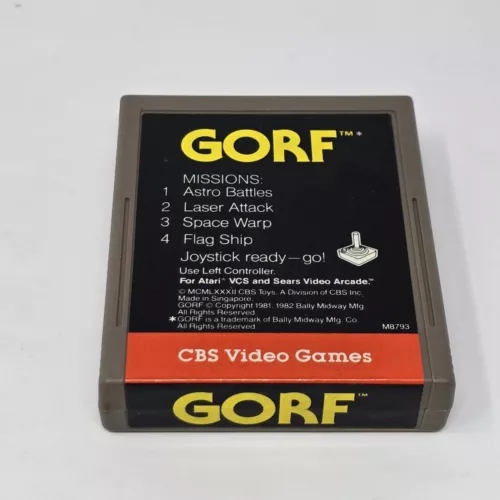 GORF™*
MISSIONS:
1 Astro Battles
2 Laser Attack
3 Space Warp
4 Flag Ship
Joystick ready—go!
Use Left Controller.
For Atari® VCS and Sears Video Arcade.™
© MCMLXXXII CBS Toys. A Division of CBS Inc.
Made in Singapore.
GORF © Copyright 1981, 1982 Bally Midway Mfg.
All Rights Reserved.
*GORF is a trademark of Bally Midway Mfg. Co.
All Rights Reserved. M8793
CBS Video Games
GORF™